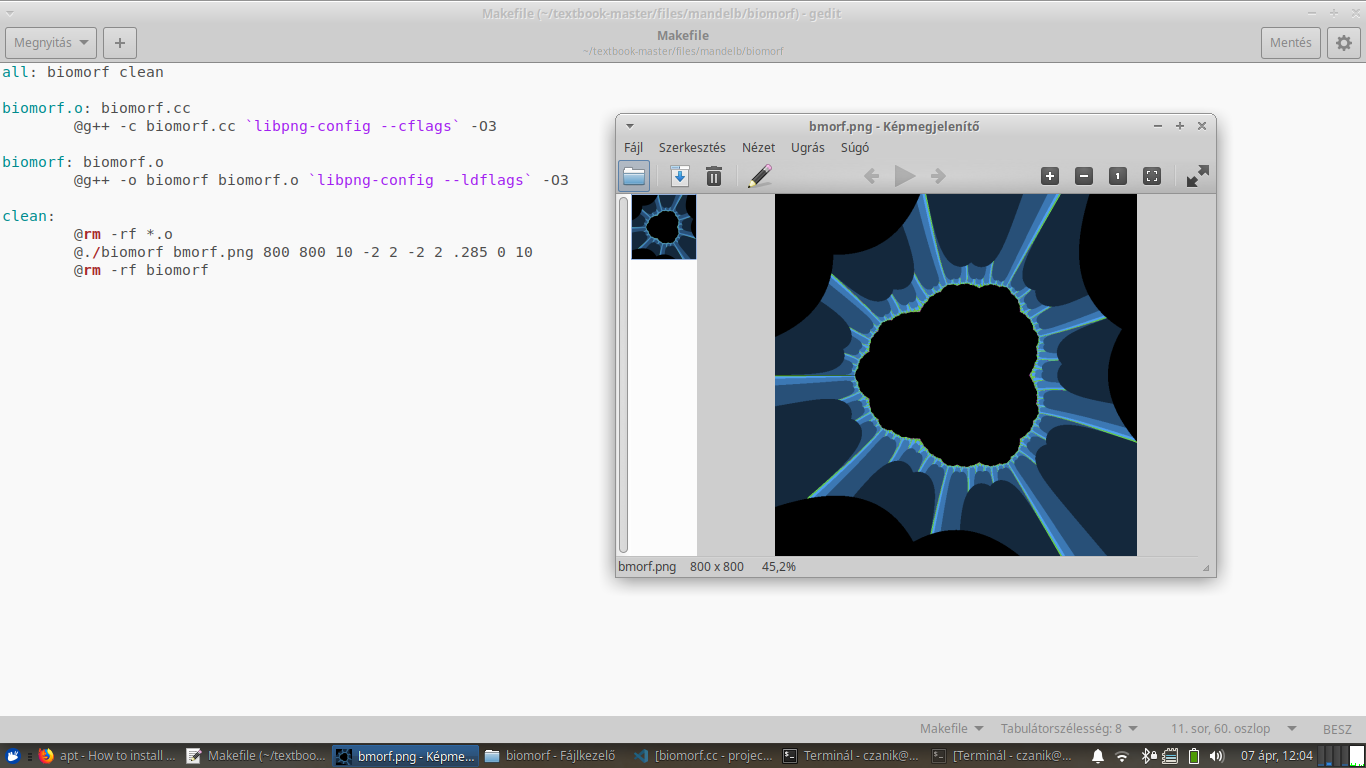 Makefile (~/textbook-master/files/mandelb/biomorf) - gedit
Megnyitás
Makefile
~/textbook-master/files/mandelb/biomorf
Mentés
all: biomorf clean
biomorf.o: biomorf.cc
@g++ -c biomorf.cc `libpng-config --cflags` -O3
biomorf: biomorf.o
@g++ -o biomorf biomorf.o `libpng-config --ldflags` -O3
clean:
@rm -rf *.o
@./biomorf bmorf.png 800 800 10 -2 2 -2 2 .285 0 10
@rm -rf biomorf
bmorf.png - Képmegjelenítő
Fájl Szerkesztés Nézet Ugrás Súgó
1
bmorf.png 800 x 800 45,2%
Makefile Tabulátorszélesség: 8 11. sor, 60. oszlop BESZ
apt - How to install ... Makefile (~/textboo... bmorf.png - Képme... biomorf - Fájlkezelő [biomorf.cc - projec... Terminál - czanik@... [Terminál - czanik@... 07 ápr, 12:04